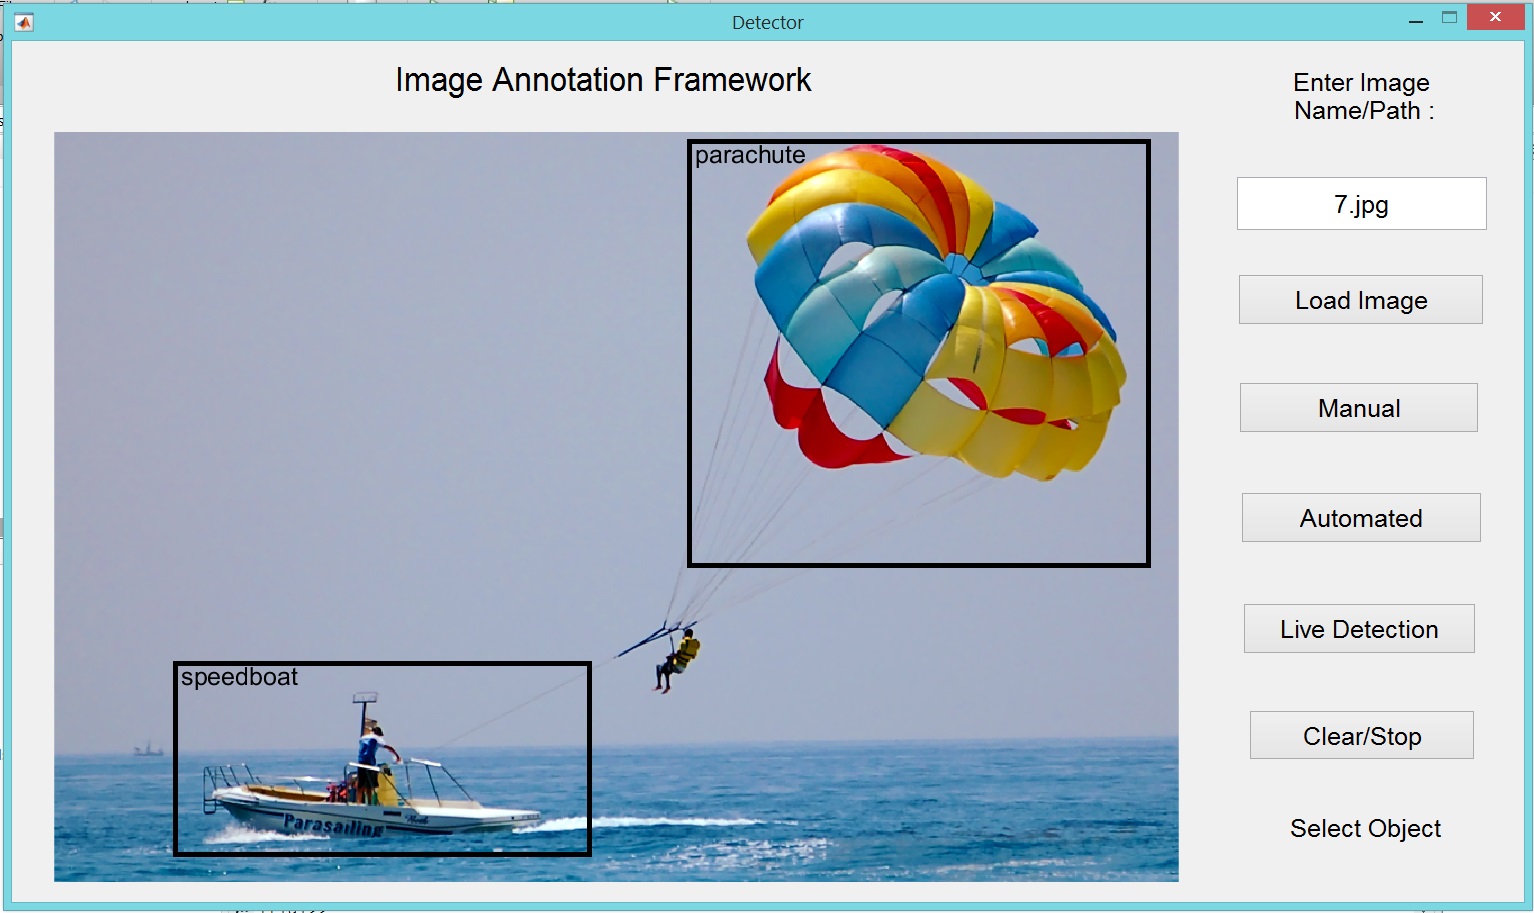 Detector
Image Annotation Framework
Enter Image
Name/Path :
parachute
7.jpg
Load Image
Manual
Automated
Live Detection
speedboat
Clear/Stop
Parasailing
Select Object